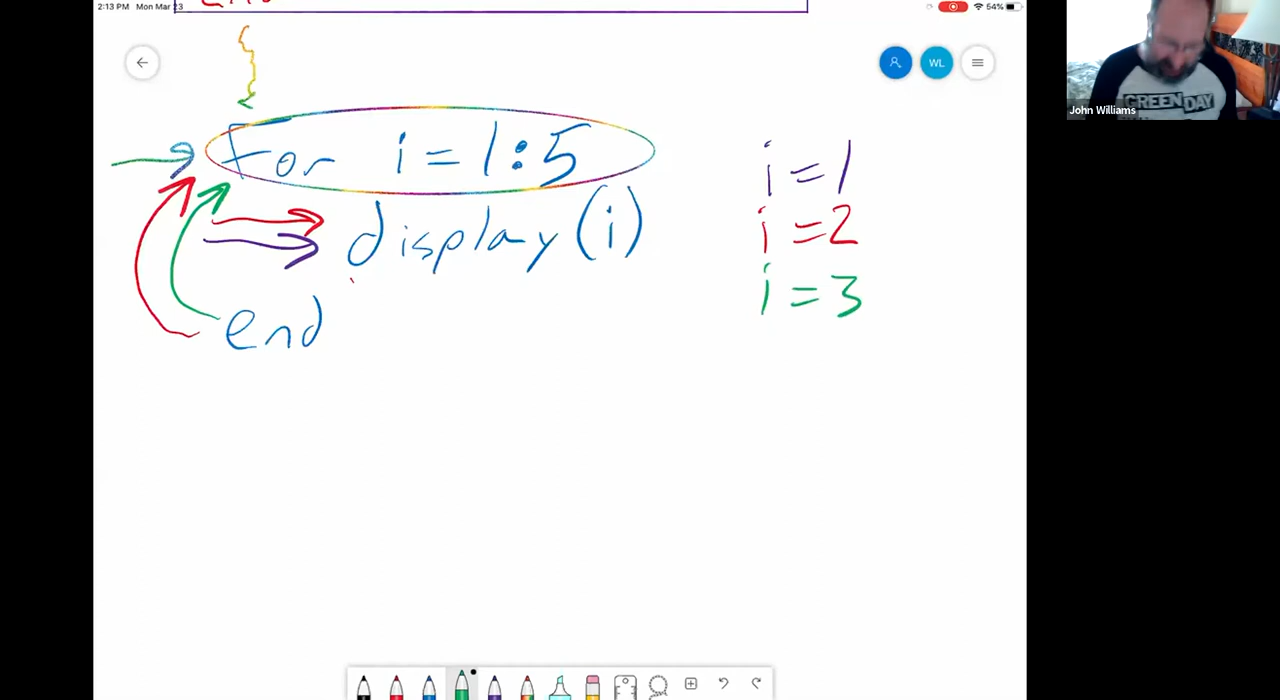 2:13 PM Mon Mar 23
54%
WL
For i = 1:5
display(i)
end
i = 1
i = 2
i = 3
GREEN DAY
John Williams